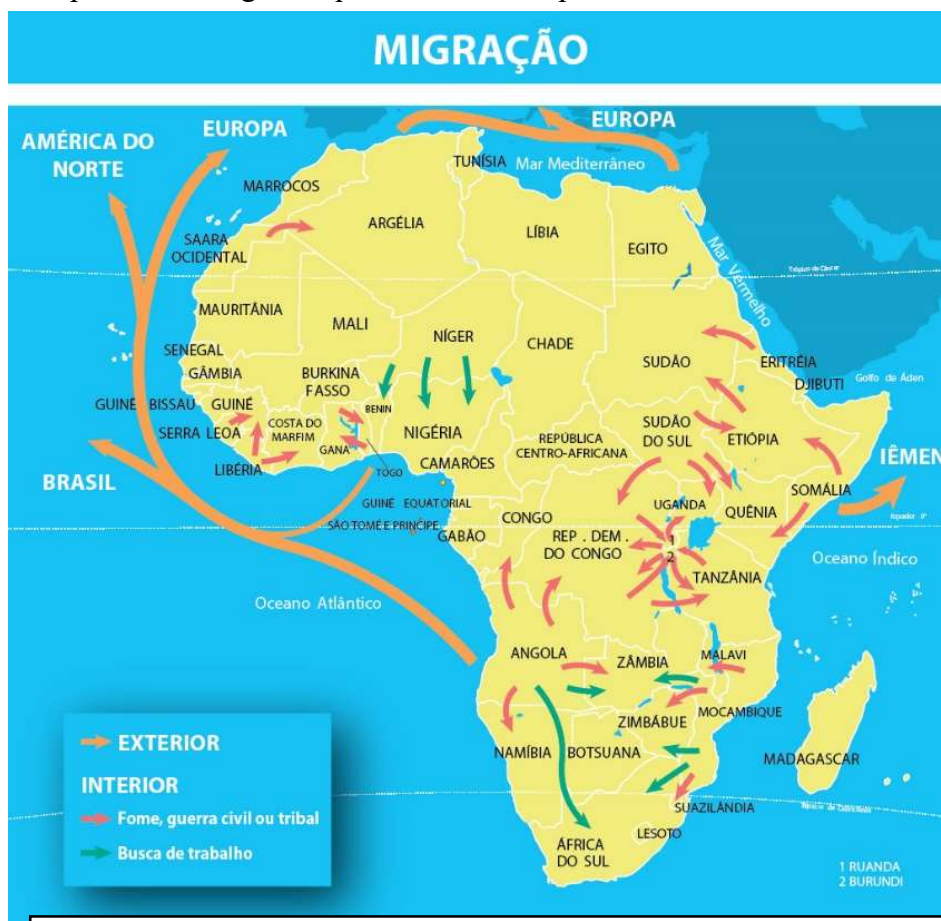 MIGRAÇÃO
AMÉRICA DO
NORTE
EUROPA
EUROPA
TUNÍSIA
Mar Mediterrâneo
MARROCOS
ARGÉLIA
LÍBIA
EGITO
SAARA
OCIDENTAL
Mar Vermelho
MAURITÂNIA
MALI
NÍGER
CHADE
SUDÃO
ERITRÉIA
DJIBUTI
Golfo de Áden
SENEGAL
GÂMBIA
BURKINA
FASSO
BENIN
GUINÉ BISSAU
GUINÉ
COSTA DO
MARFIM
NIGÉRIA
SUDÃO
DO SUL
ETIÓPIA
SERRA LEOA
GANA
REPÚBLICA
CENTRO-AFRICANA
LIBÉRIA
TOGO
CAMARÕES
IÊMEN
BRASIL
SOMÁLIA
GUINÉ EQUATORIAL
UGANDA
QUÊNIA
CONGO
SÃO TOMÉ E PRINCÍPE
GABÃO
REP . DEM .
DO CONGO
1
2
Oceano Índico
TANZÂNIA
Oceano Atlântico
ANGOLA
ZÂMBIA
MALAVI
MOCAMBIQUE
ZIMBÁBUE
NAMÍBIA
BOTSUANA
MADAGASCAR
SUAZILÂNDIA
LESOTO
ÁFRICA
DO SUL
EXTERIOR
INTERIOR
Fome, guerra civil ou tribal
Busca de trabalho
1 RUANDA
2 BURUNDI